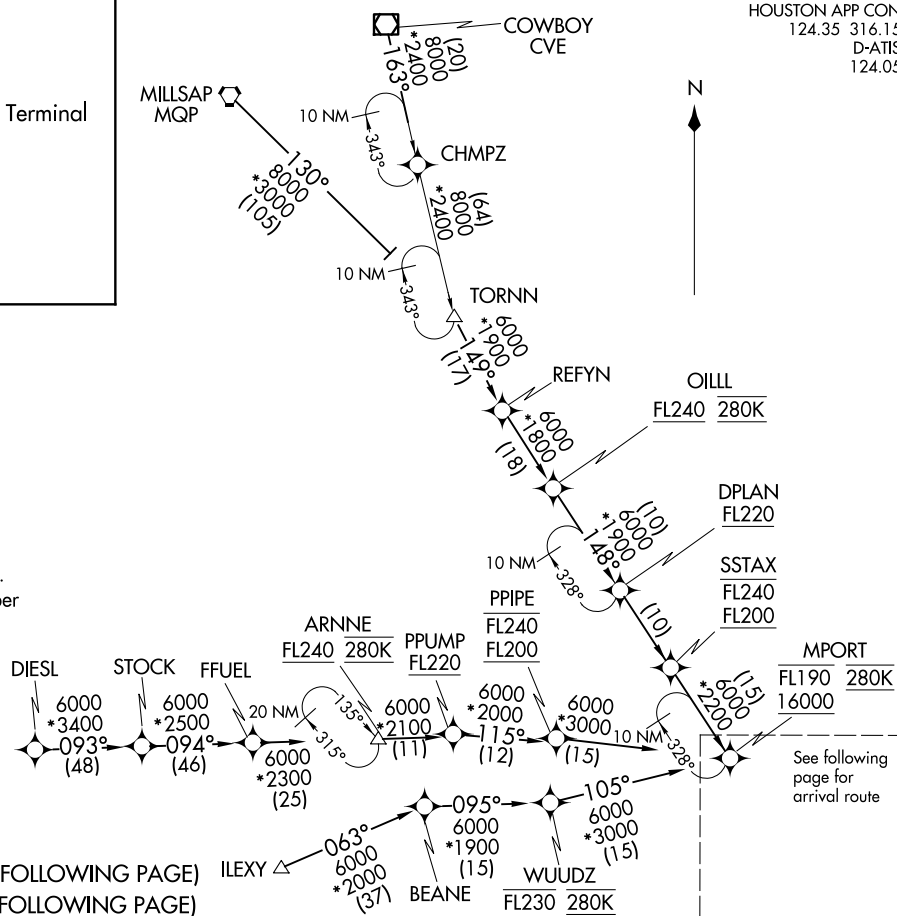 HOUSTON APP CON
124.35 316.15
D-ATIS
124.05
COWBOY
CVE
(20)
8000
*2400
163°
N
MILLSAP
MQP
Terminal
10 NM
343°
CHMPZ
130°
8000
*3000
(105)
(64)
8000
*2400
10 NM
343°
TORNN
6000
*1900
149°
(17)
REFYN
OILLL
FL240 280K
6000
*1800
(18)
DPLAN
FL220
(10)
6000
*1900
148°
10 NM
328°
SSTAX
FL240
FL200
.
per
(10)
PPIPE
FL240
FL200
ARNNE
FL240 280K
PPUMP
FL220
MPORT
FL190 280K
16000
DIESL
STOCK
FFUEL
(15)
6000
*2200
6000
*3400
093°
(48)
6000
*2500
094°
(46)
20 NM
135°
315°
6000
*2300
(25)
6000
*2100
(11)
6000
*2000
115°
(12)
6000
*3000
(15)
10 NM
328°
See following
page for
arrival route
063°
6000
*2000
(37)
095°
6000
*1900
(15)
105°
6000
*3000
(15)
FOLLOWING PAGE)
ILEXY
BEANE
WUUDZ
FL230 280K
FOLLOWING PAGE)